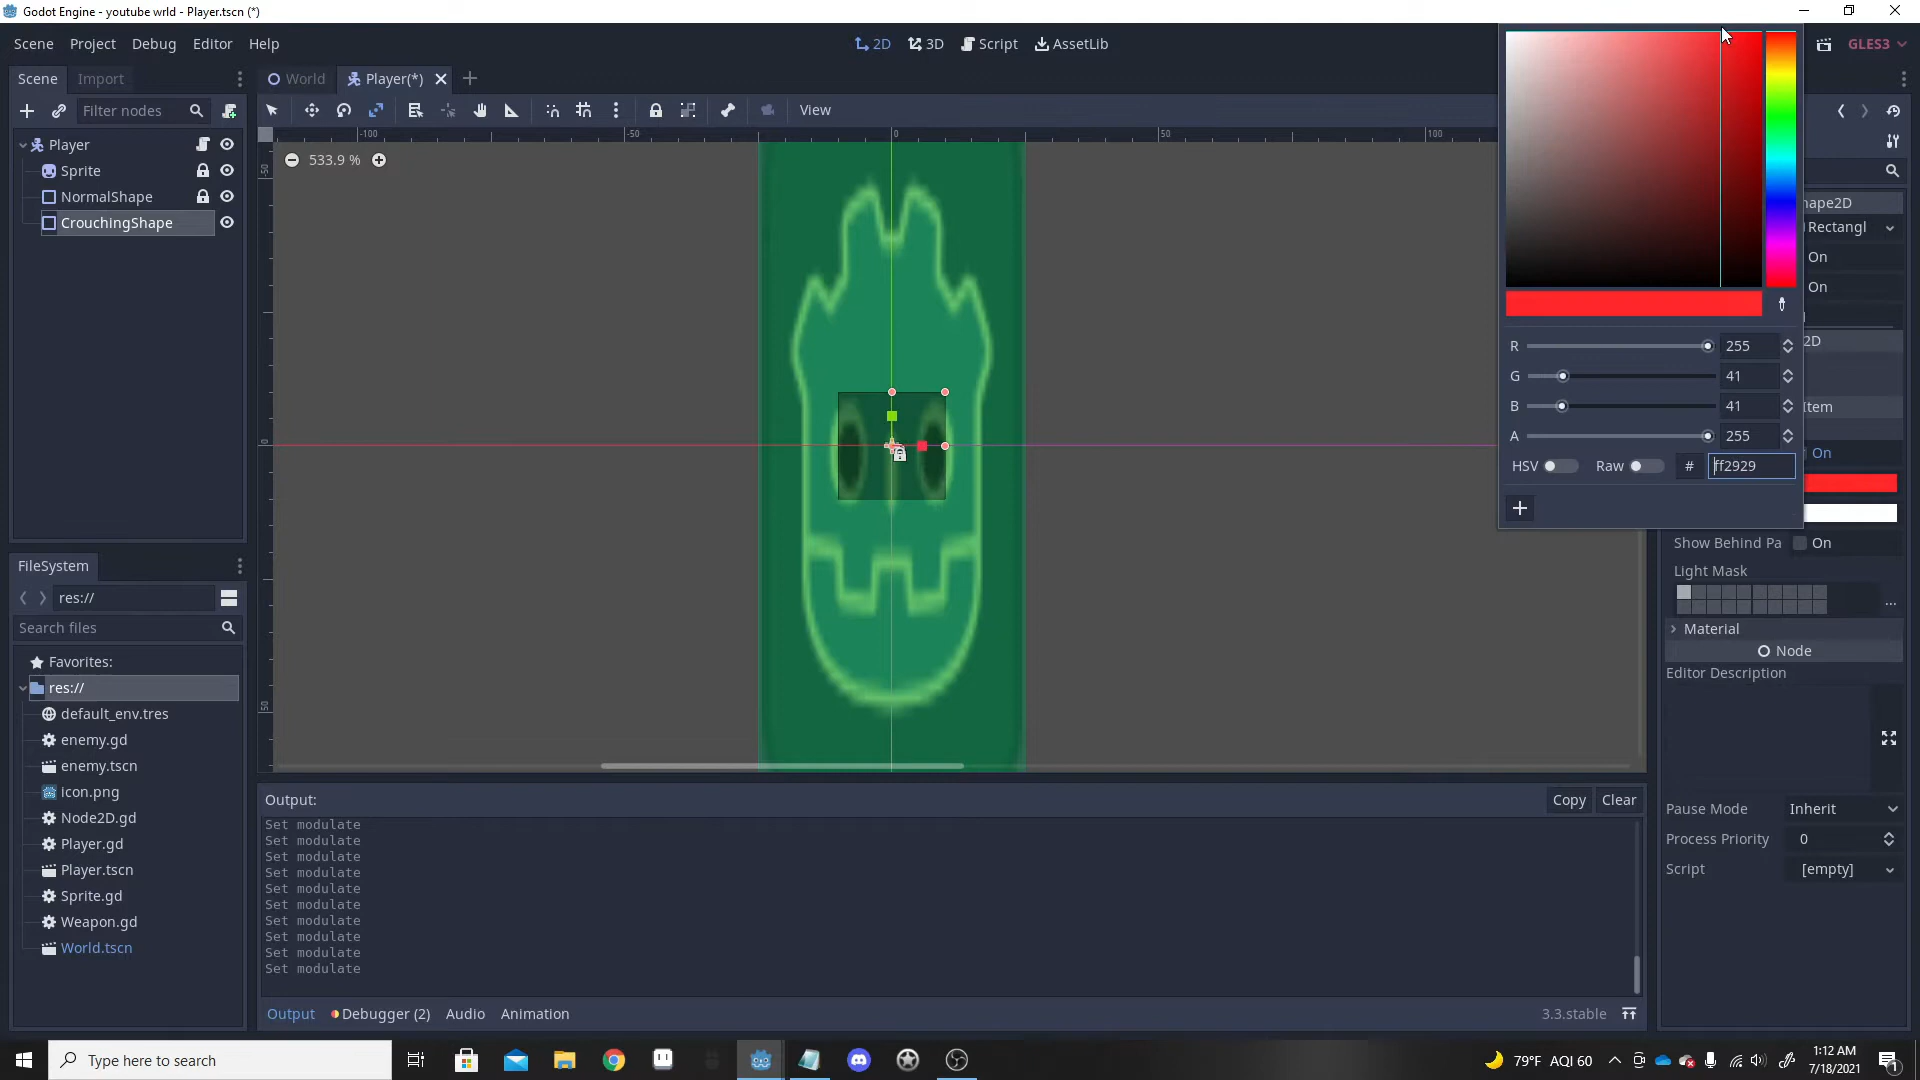 Godot Engine - youtube wrld - Player.tscn (*)
Scene Project Debug Editor Help
2D 3D Script AssetLib
GLES3
Scene Import
World Player(*)
Filter nodes
View
Player
Sprite
NormalShape
CrouchingShape
-100 -50 0 50 100
533.9 %
-50
0
50
hape2D
Rectangl
On
On
2D
Item
On
R 255
G 41
B 41
A 255
HSV Raw # ff2929
Show Behind Pa On
Light Mask
...
Material
Node
Editor Description
Pause Mode Inherit
Process Priority 0
Script [empty]
FileSystem
res://
Search files
Favorites:
res://
default_env.tres
enemy.gd
enemy.tscn
icon.png
Node2D.gd
Player.gd
Player.tscn
Sprite.gd
Weapon.gd
World.tscn
Output: Copy Clear
Set modulate
Set modulate
Set modulate
Set modulate
Set modulate
Set modulate
Set modulate
Set modulate
Set modulate
Set modulate
Output Debugger (2) Audio Animation 3.3.stable
Type here to search
79°F AQI 60
1:12 AM
7/18/2021
1